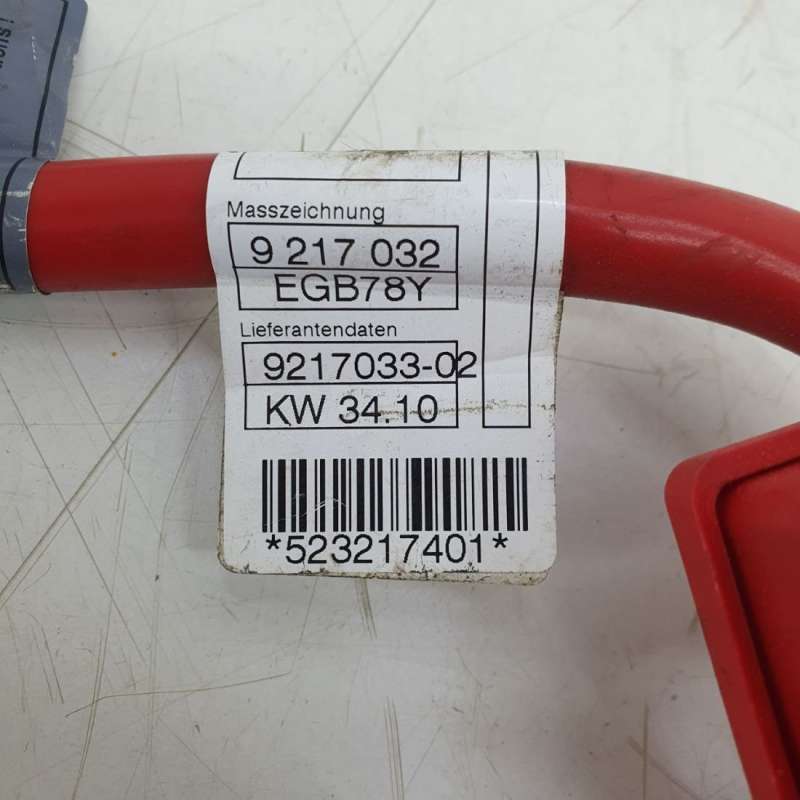 Masszeichnung
9 217 032
EGB78Y
Lieferantendaten
9217033-02
KW 34.10
*523217401*